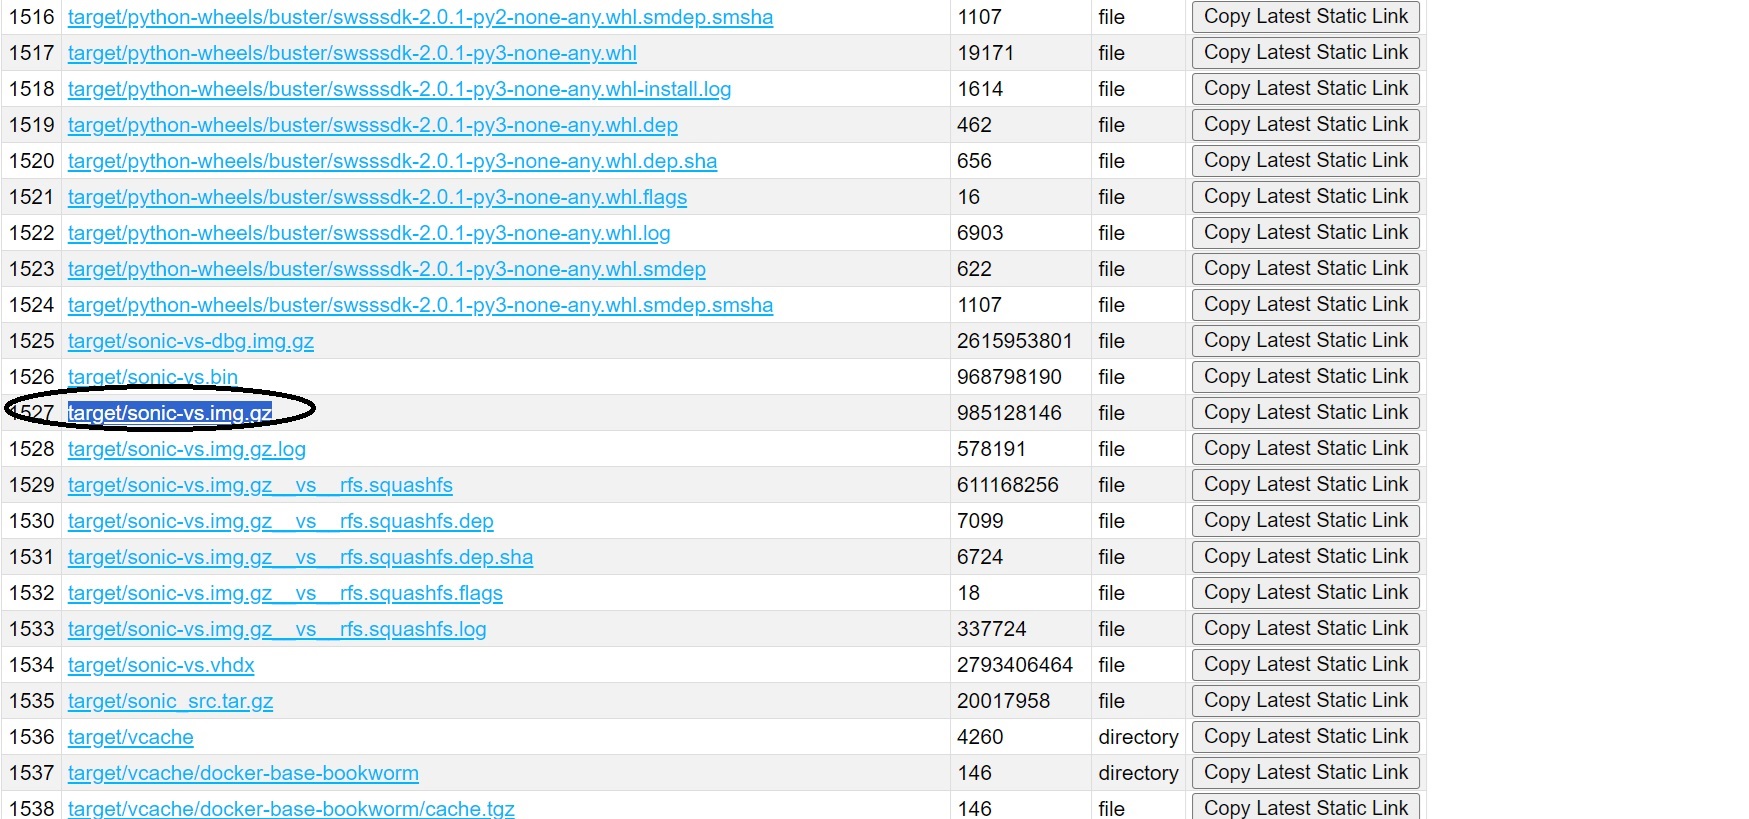 1516 target/python-wheels/buster/swsssdk-2.0.1-py2-none-any.whl.smdep.smsha 1107 file Copy Latest Static Link
1517 target/python-wheels/buster/swsssdk-2.0.1-py3-none-any.whl 19171 file Copy Latest Static Link
1518 target/python-wheels/buster/swsssdk-2.0.1-py3-none-any.whl-install.log 1614 file Copy Latest Static Link
1519 target/python-wheels/buster/swsssdk-2.0.1-py3-none-any.whl.dep 462 file Copy Latest Static Link
1520 target/python-wheels/buster/swsssdk-2.0.1-py3-none-any.whl.dep.sha 656 file Copy Latest Static Link
1521 target/python-wheels/buster/swsssdk-2.0.1-py3-none-any.whl.flags 16 file Copy Latest Static Link
1522 target/python-wheels/buster/swsssdk-2.0.1-py3-none-any.whl.log 6903 file Copy Latest Static Link
1523 target/python-wheels/buster/swsssdk-2.0.1-py3-none-any.whl.smdep 622 file Copy Latest Static Link
1524 target/python-wheels/buster/swsssdk-2.0.1-py3-none-any.whl.smdep.smsha 1107 file Copy Latest Static Link
1525 target/sonic-vs-dbg.img.gz 2615953801 file Copy Latest Static Link
1526 target/sonic-vs.bin 968798190 file Copy Latest Static Link
1527 target/sonic-vs.img.gz 985128146 file Copy Latest Static Link
1528 target/sonic-vs.img.gz.log 578191 file Copy Latest Static Link
1529 target/sonic-vs.img.gz__vs__rfs.squashfs 611168256 file Copy Latest Static Link
1530 target/sonic-vs.img.gz__vs__rfs.squashfs.dep 7099 file Copy Latest Static Link
1531 target/sonic-vs.img.gz__vs__rfs.squashfs.dep.sha 6724 file Copy Latest Static Link
1532 target/sonic-vs.img.gz__vs__rfs.squashfs.flags 18 file Copy Latest Static Link
1533 target/sonic-vs.img.gz__vs__rfs.squashfs.log 337724 file Copy Latest Static Link
1534 target/sonic-vs.vhdx 2793406464 file Copy Latest Static Link
1535 target/sonic_src.tar.gz 20017958 file Copy Latest Static Link
1536 target/vcache 4260 directory Copy Latest Static Link
1537 target/vcache/docker-base-bookworm 146 directory Copy Latest Static Link
1538 target/vcache/docker-base-bookworm/cache.tgz 146 file Copy Latest Static Link